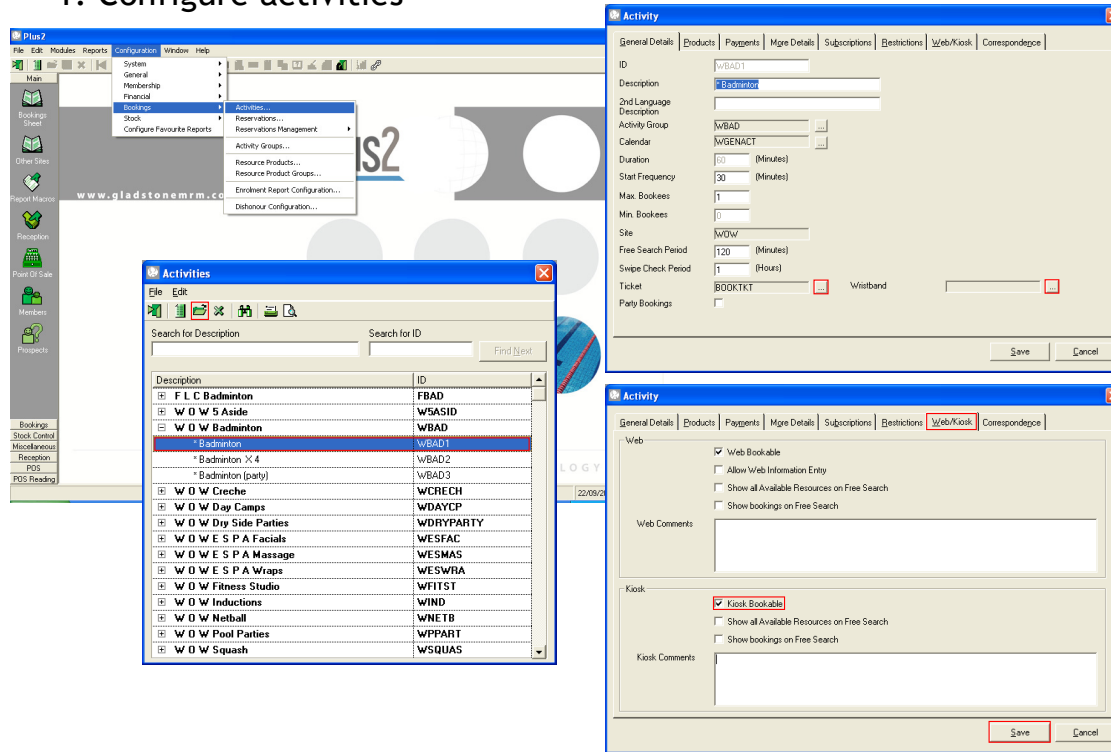 1. Configure activities
Plus2
File Edit Modules Reports Configuration Window Help
Main
Bookings Sheet
Other Sites
Report Macros
Reception
Point Of Sale
Members
Prospects
Bookings
Stock Control
Miscellaneous
Reception
POS
POS Reading
System
General
Membership
Financial
Bookings
Stock
Configure Favourite Reports
Activities...
Reservations...
Reservations Management
Activity Groups...
Resource Products...
Resource Product Groups...
Enrolment Report Configuration...
Dishonour Configuration...
us2
www.gladstonemrm.co
LOGY
22/09/2
Activities
File Edit
Search for Description Search for ID
Find Next
Description ID
F L C Badminton FBAD
W O W 5 Aside W5ASID
W O W Badminton WBAD
* Badminton WBAD1
* Badminton X 4 WBAD2
* Badminton (party) WBAD3
W O W Creche WCRECH
W O W Day Camps WDAYCP
W O W Dry Side Parties WDRYPARTY
W O W E S P A Facials WESFAC
W O W E S P A Massage WESMAS
W O W E S P A Wraps WESWRA
W O W Fitness Studio WFITST
W O W Inductions WIND
W O W Netball WNETB
W O W Pool Parties WPPART
W O W Squash WSQUAS
Activity
General Details Products Payments More Details Subscriptions Restrictions Web/Kiosk Correspondence
ID WBAD1
Description * Badminton
2nd Language Description
Activity Group WBAD ...
Calendar WGENACT ...
Duration 60 (Minutes)
Start Frequency 30 (Minutes)
Max. Bookees 1
Min. Bookees 0
Site WOW
Free Search Period 120 (Minutes)
Swipe Check Period 1 (Hours)
Ticket BOOKTKT ... Wristband ...
Party Bookings
Save Cancel
Activity
General Details Products Payments More Details Subscriptions Restrictions Web/Kiosk Correspondence
Web
Web Bookable
Allow Web Information Entry
Show all Available Resources on Free Search
Show bookings on Free Search
Web Comments
Kiosk
Kiosk Bookable
Show all Available Resources on Free Search
Show bookings on Free Search
Kiosk Comments
Save Cancel